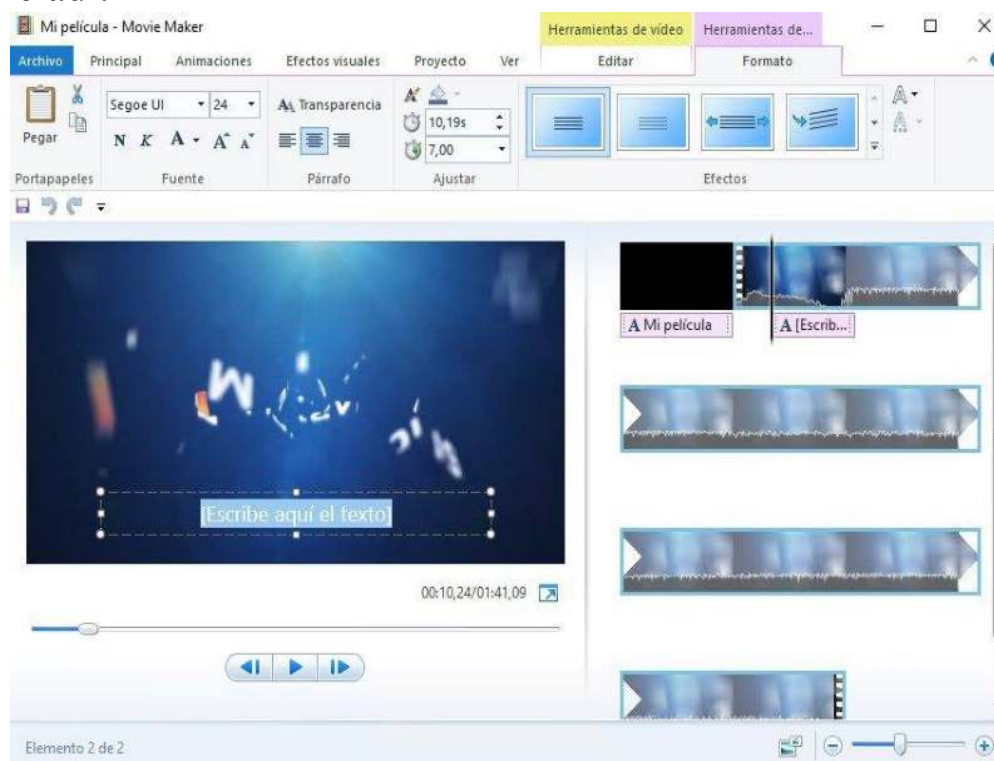 Mi película - Movie Maker
Herramientas de vídeo Herramientas de...
Archivo Principal Animaciones Efectos visuales Proyecto Ver Editar Formato
Pegar
Segoe UI 24
N K A A A
Transparencia
10,19s
7,00
Portapapeles Fuente Párrafo Ajustar Efectos
A Mi película A [Escrib...]
[Escribe aquí el texto]
00:10,24/01:41,09
Elemento 2 de 2